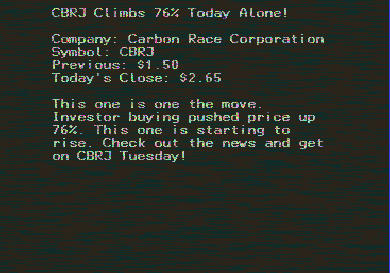 CBRJ Climbs 76% Today Alone!
Company: Carbon Race Corporation
Symbol: CBRJ
Previous: $1.50
Today's Close: $2.65
This one is one the move.
Investor buying pushed price up
76%. This one is starting to
rise. Check out the news and get
on CBRJ Tuesday!